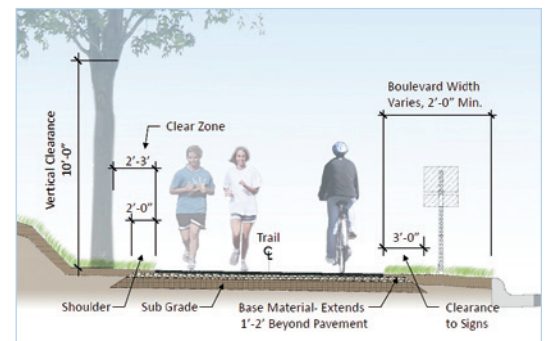 Boulevard Width
Varies, 2'-0" Min.
Clear Zone
Vertical Clearance
10'-0"
2'-3'
2'-0"
3'-0"
Trail
℄
Shoulder
Sub Grade
Base Material- Extends
1'-2' Beyond Pavement
Clearance
to Signs